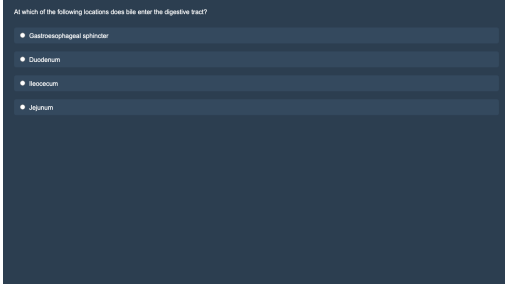 At which of the following locations does bile enter the digestive tract?
Gastroesophageal sphincter
Duodenum
Ileocecum
Jejunum